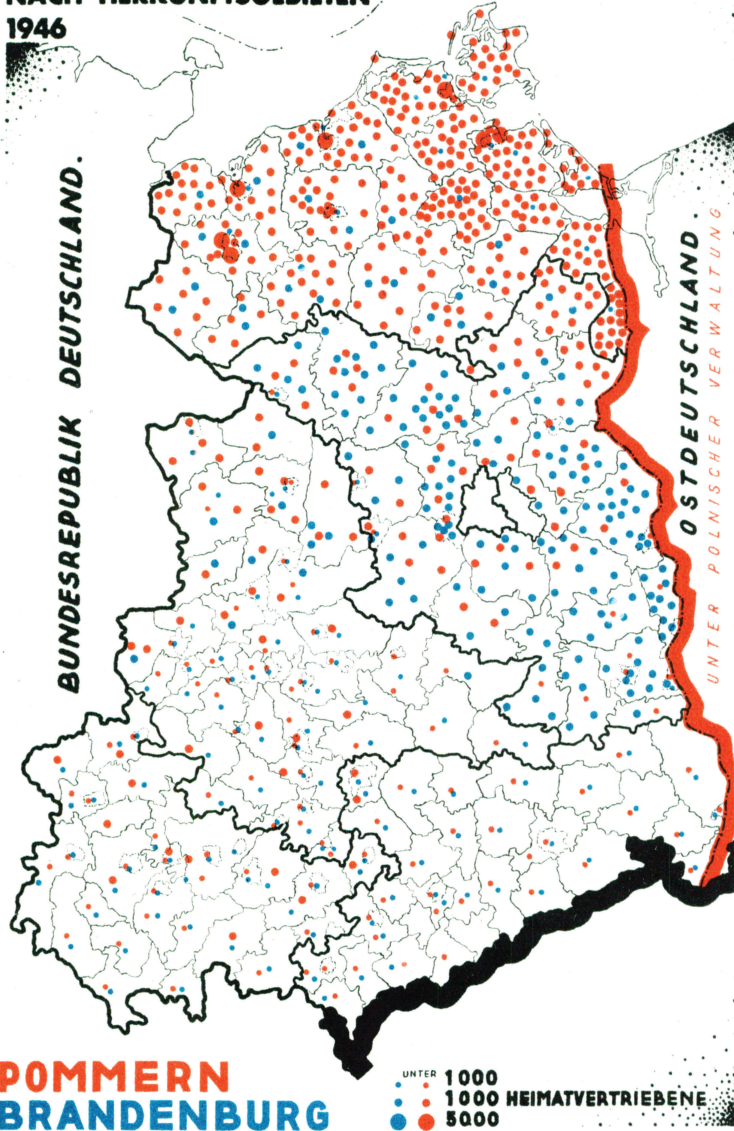 1946
BUNDESREPUBLIK DEUTSCHLAND.
OSTDEUTSCHLAND.
UNTER POLNISCHER VERWALTUNG
POMMERN
BRANDENBURG
UNTER 1000
1000 HEIMATVERTRIEBENE
5000